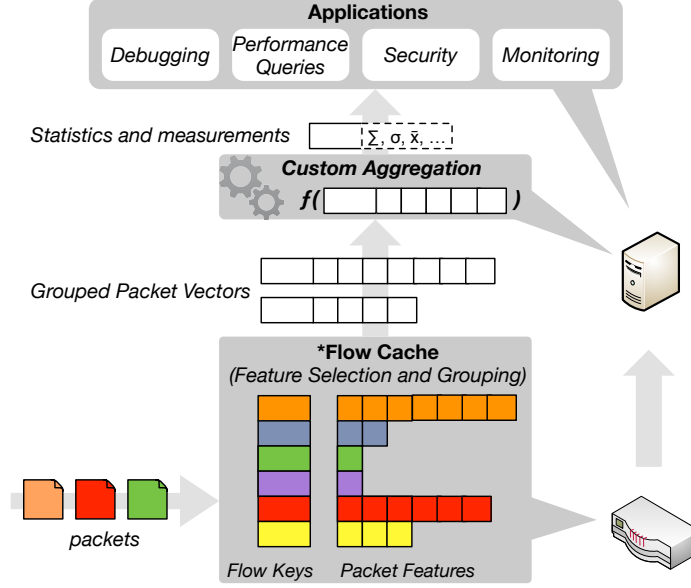 Applications
Debugging
Performance
Queries
Security
Monitoring
Statistics and measurements
Σ, σ, x̄, ...
Custom Aggregation
f( )
Grouped Packet Vectors
*Flow Cache
(Feature Selection and Grouping)
packets
Flow Keys
Packet Features